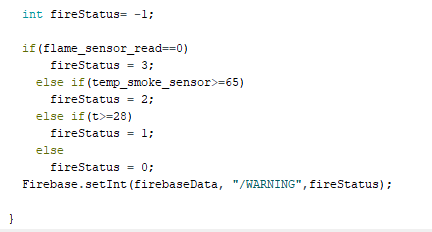 int fireStatus= -1;
if(flame_sensor_read==0)
fireStatus = 3;
else if(temp_smoke_sensor>=65)
fireStatus = 2;
else if(t>=28)
fireStatus = 1;
else
fireStatus = 0;
Firebase.setInt(firebaseData, "/WARNING",fireStatus);
}